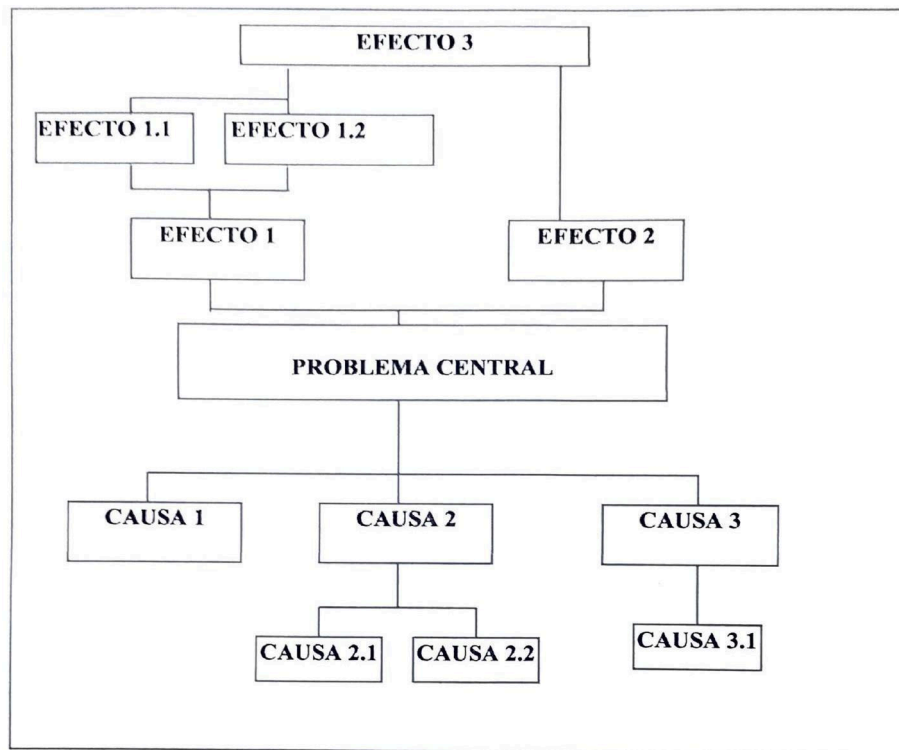 EFECTO 3
EFECTO 1.1
EFECTO 1.2
EFECTO 1
EFECTO 2
PROBLEMA CENTRAL
CAUSA 1
CAUSA 2
CAUSA 3
CAUSA 2.1
CAUSA 2.2
CAUSA 3.1